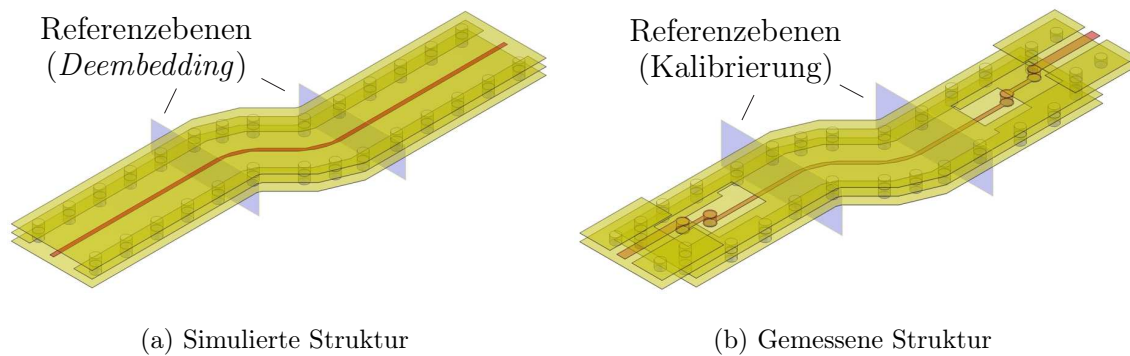 Referenzebenen
(Deembedding)
Referenzebenen
(Kalibrierung)
(a) Simulierte Struktur
(b) Gemessene Struktur